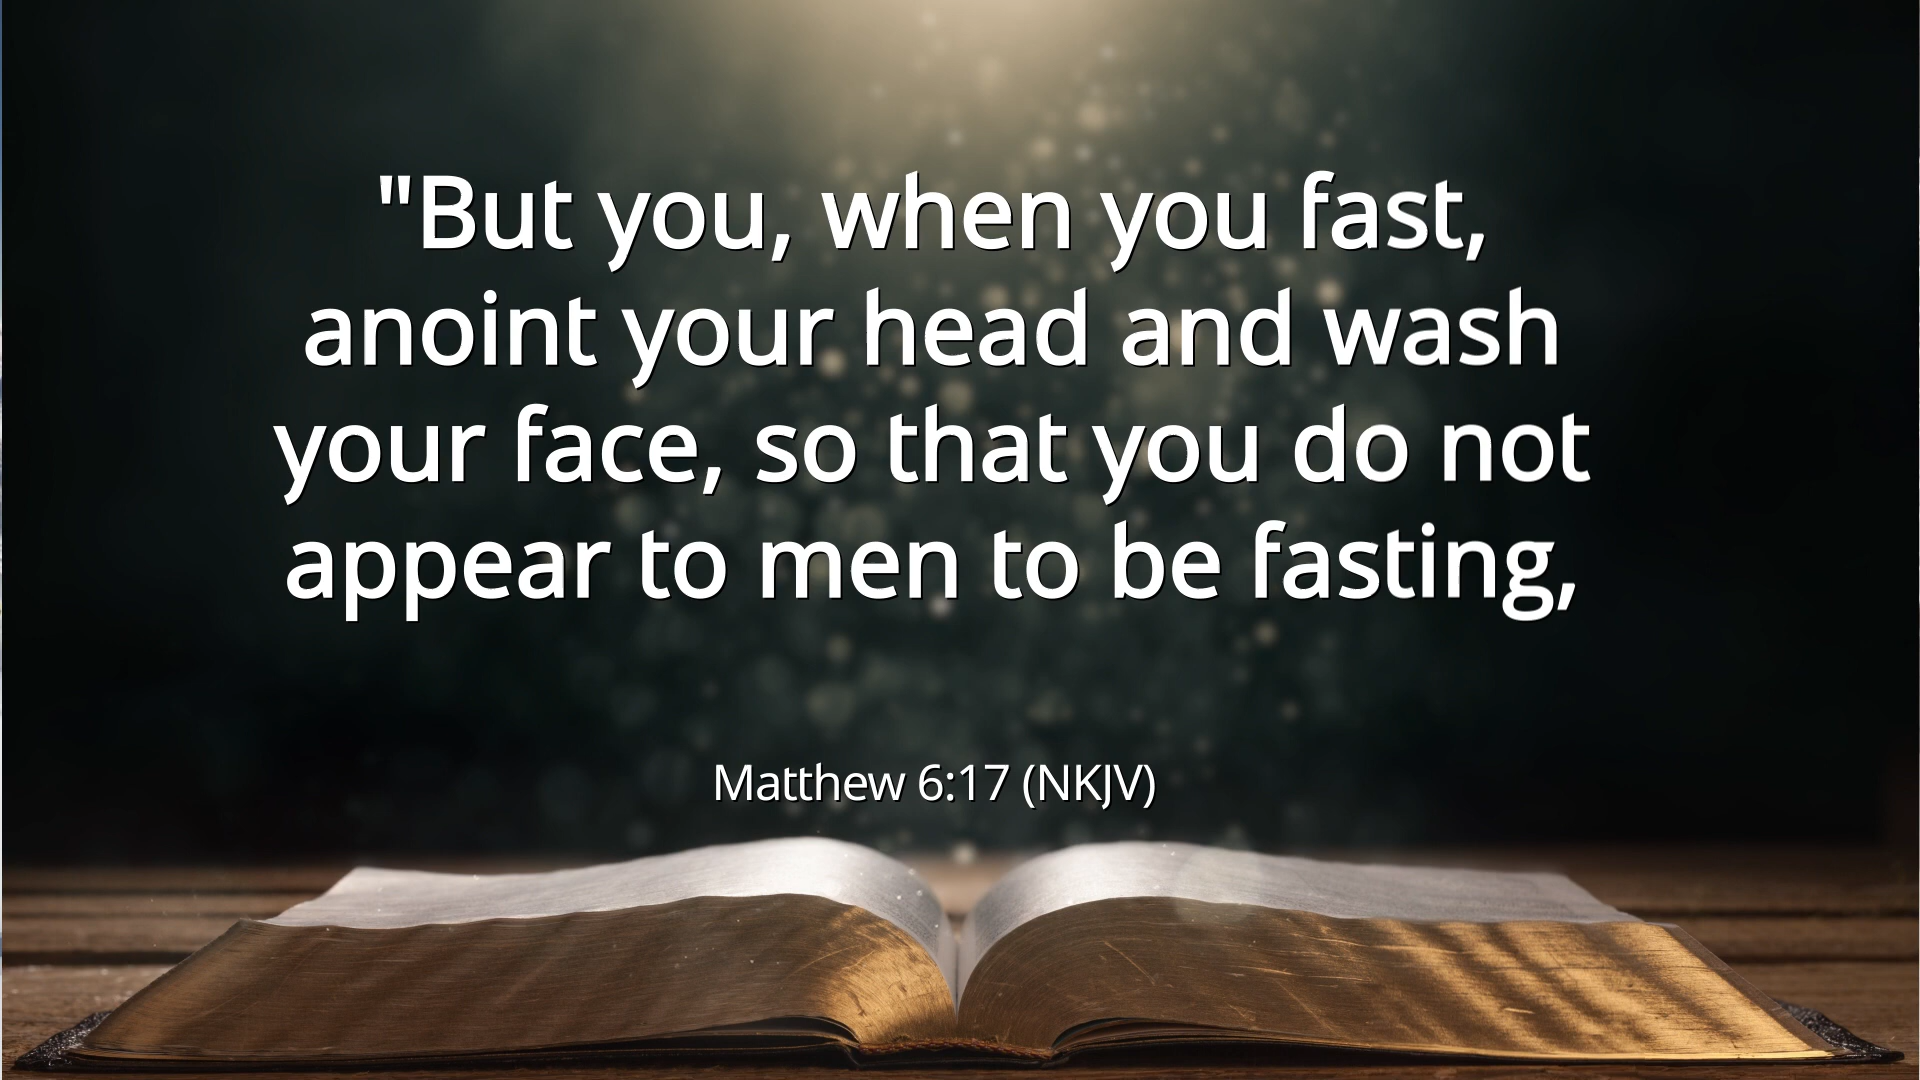 "But you, when you fast,
anoint your head and wash
your face, so that you do not
appear to men to be fasting,
Matthew 6:17 (NKJV)